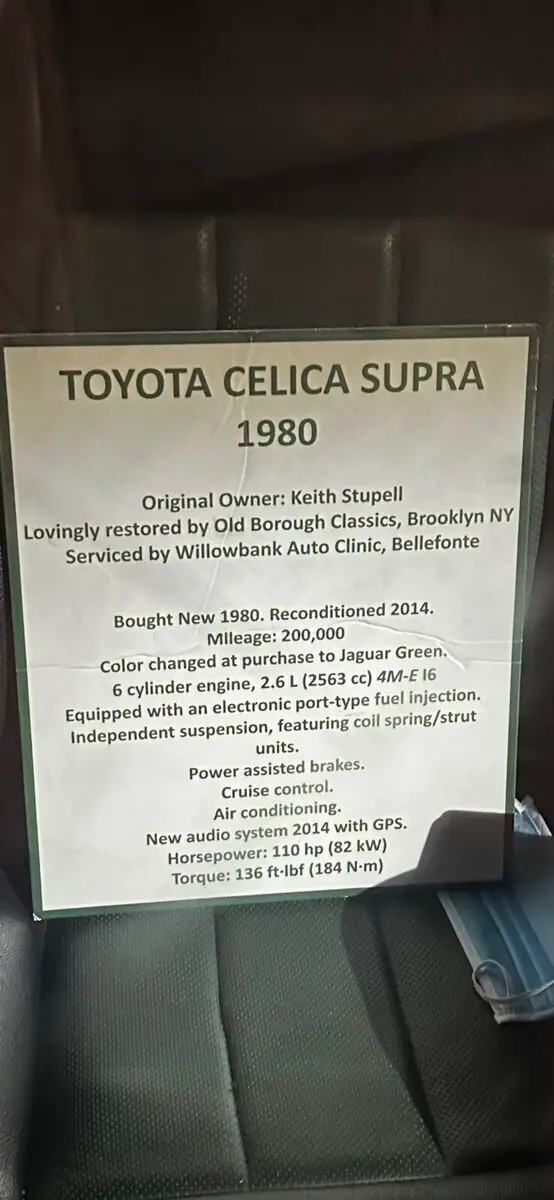 TOYOTA CELICA SUPRA
1980
Original Owner: Keith Stupell
Lovingly restored by Old Borough Classics, Brooklyn NY
Serviced by Willowbank Auto Clinic, Bellefonte
Bought New 1980. Reconditioned 2014.
MIleage: 200,000
Color changed at purchase to Jaguar Green.
6 cylinder engine, 2.6 L (2563 cc) 4M-E I6
Equipped with an electronic port-type fuel injection.
Independent suspension, featuring coil spring/strut
units.
Power assisted brakes.
Cruise control.
Air conditioning.
New audio system 2014 with GPS.
Horsepower: 110 hp (82 kW)
Torque: 136 ft·lbf (184 N·m)